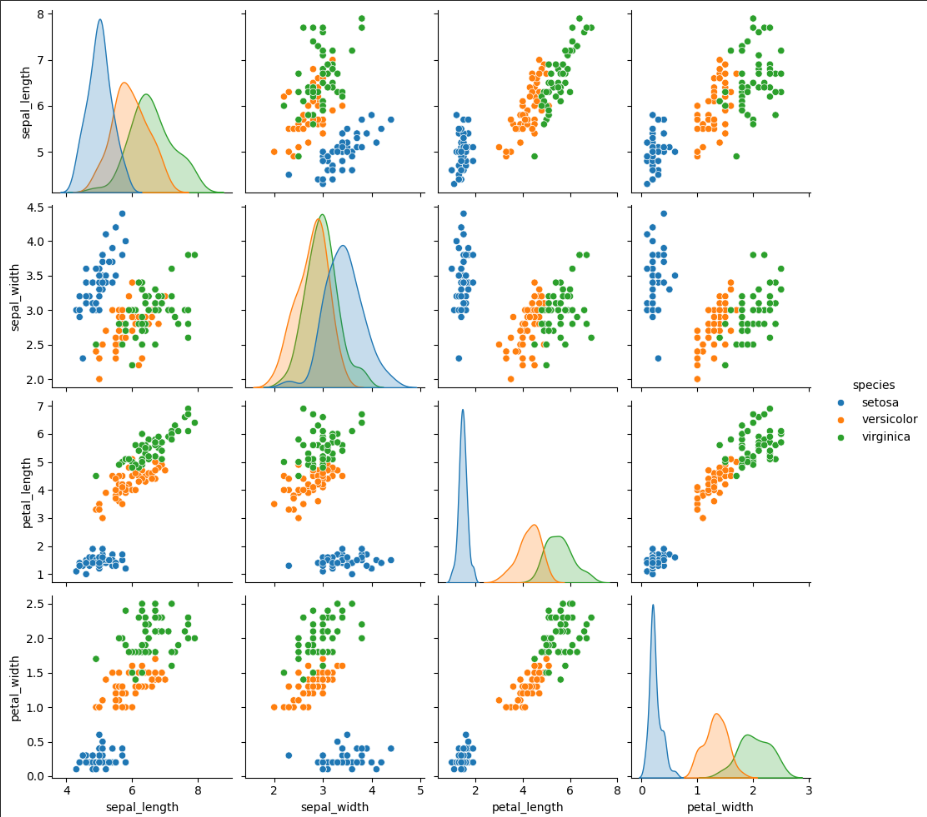 8
7
6
5
sepal_length
4.5
4.0
3.5
3.0
2.5
2.0
sepal_width
species
setosa
versicolor
virginica
7
6
5
4
3
2
1
petal_length
2.5
2.0
1.5
1.0
0.5
0.0
petal_width
4 6 8 2 3 4 5 2 4 6 8 0 1 2 3
sepal_length sepal_width petal_length petal_width